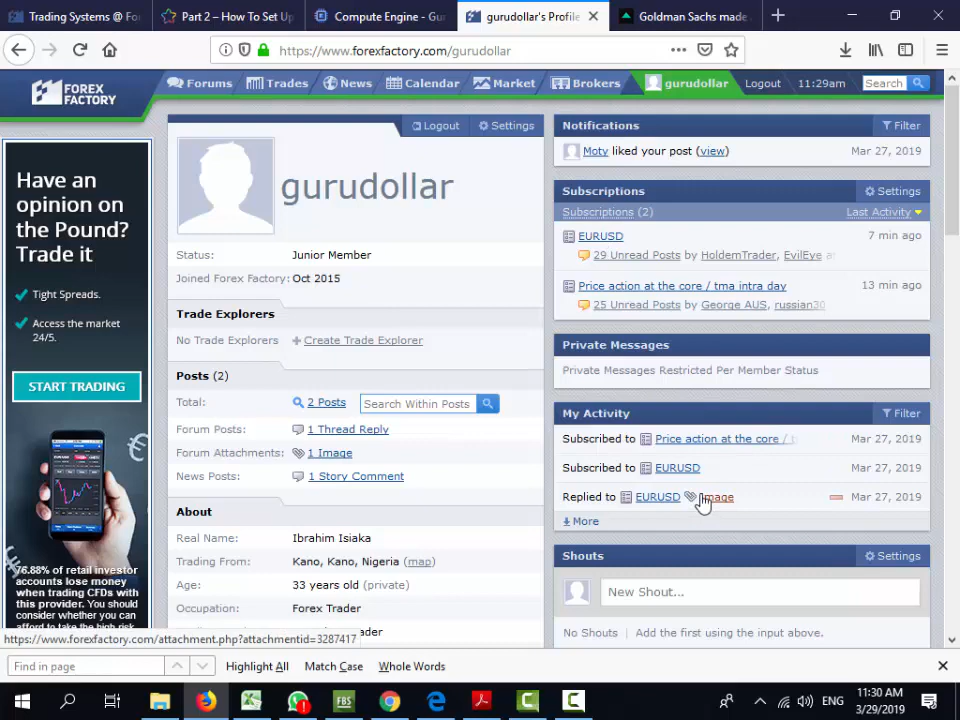 Trading Systems @ Fo
Part 2 – How To Set Up
Compute Engine - Gu
gurudollar's Profile
Goldman Sachs made
https://www.forexfactory.com/gurudollar
FOREX
FACTORY
Forums
Trades
News
Calendar
Market
Brokers
gurudollar
Logout
11:29am
Search
Have an
opinion on
the Pound?
Trade it
Tight Spreads.
Access the market
24/5.
START TRADING
76.88% of retail investor
accounts lose money
when trading CFDs with
this provider. You should
consider whether you can
afford to take the high risk
Logout
Settings
gurudollar
Status: Junior Member
Joined Forex Factory: Oct 2015
Trade Explorers
No Trade Explorers + Create Trade Explorer
Posts (2)
Total: 2 Posts Search Within Posts
Forum Posts: 1 Thread Reply
Forum Attachments: 1 Image
News Posts: 1 Story Comment
About
Real Name: Ibrahim Isiaka
Trading From: Kano, Kano, Nigeria (map)
Age: 33 years old (private)
Occupation: Forex Trader
ader
Notifications Filter
Moty liked your post (view) Mar 27, 2019
Subscriptions Settings
Subscriptions (2) Last Activity
EURUSD 7 min ago
29 Unread Posts by HoldemTrader, EvilEye a
Price action at the core / tma intra day 13 min ago
25 Unread Posts by George AUS, russian30
Private Messages
Private Messages Restricted Per Member Status
My Activity Filter
Subscribed to Price action at the core / t Mar 27, 2019
Subscribed to EURUSD Mar 27, 2019
Replied to EURUSD Image Mar 27, 2019
More
Shouts Settings
New Shout...
No Shouts | Add the first using the input above.
https://www.forexfactory.com/attachment.php?attachmentid=3287417
Find in page
Highlight All Match Case Whole Words
FBS
ENG
11:30 AM
3/29/2019